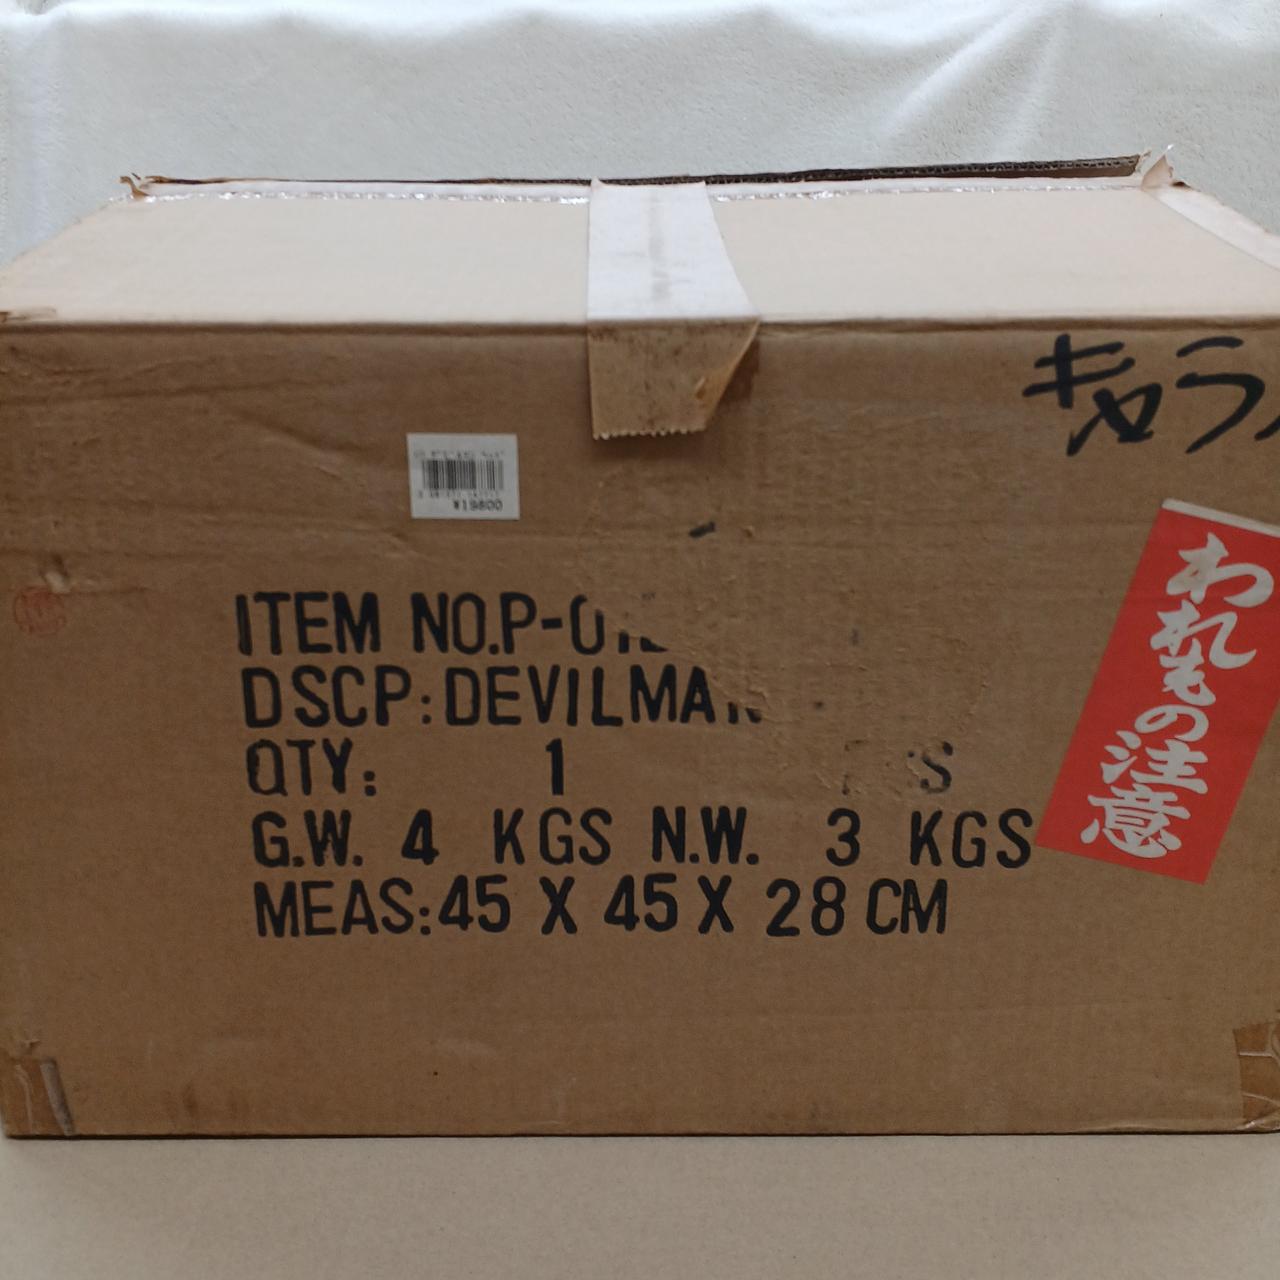 キャラ
¥19800
われもの注意
ITEM NO.P-
DSCP:DEVILMAN
QTY: 1
G.W. 4 KGS N.W. 3 KGS
MEAS:45 X 45 X 28 CM